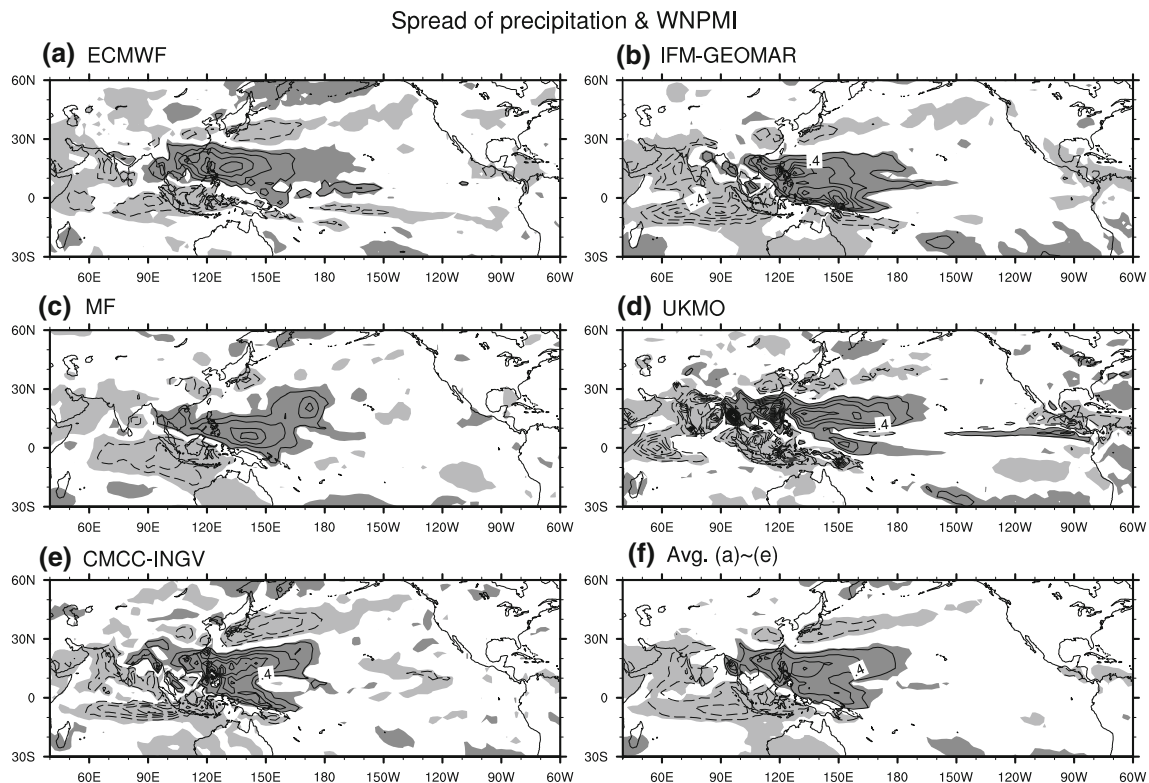 Spread of precipitation & WNPMI
(a) ECMWF
(b) IFM-GEOMAR
60N
30N
0
30S
60E 90E 120E 150E 180 150W 120W 90W 60W
60N
30N
0
30S
60E 90E 120E 150E 180 150W 120W 90W 60W
.4
.4
(c) MF
(d) UKMO
60N
30N
0
30S
60E 90E 120E 150E 180 150W 120W 90W 60W
60N
30N
0
30S
60E 90E 120E 150E 180 150W 120W 90W 60W
.4
(e) CMCC-INGV
(f) Avg. (a)~(e)
60N
30N
0
30S
60E 90E 120E 150E 180 150W 120W 90W 60W
.4
60N
30N
0
30S
60E 90E 120E 150E 180 150W 120W 90W 60W
.4